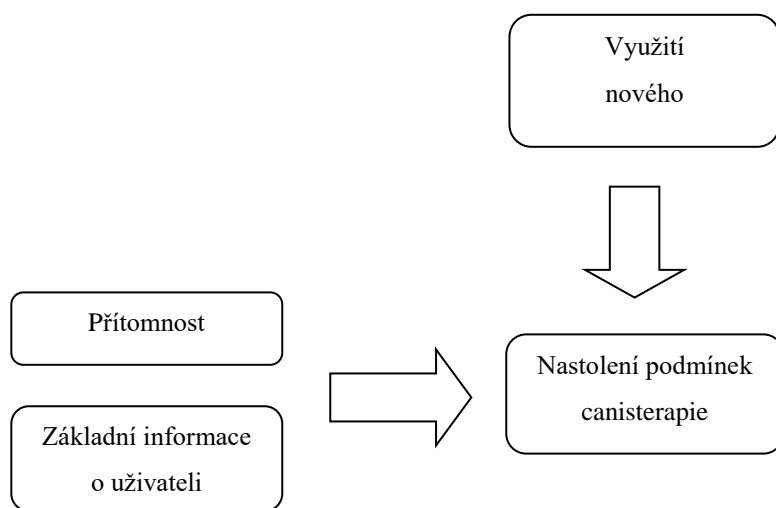 Využití
nového
Přítomnost
Nastolení podmínek
canisterapie
Základní informace
o uživateli